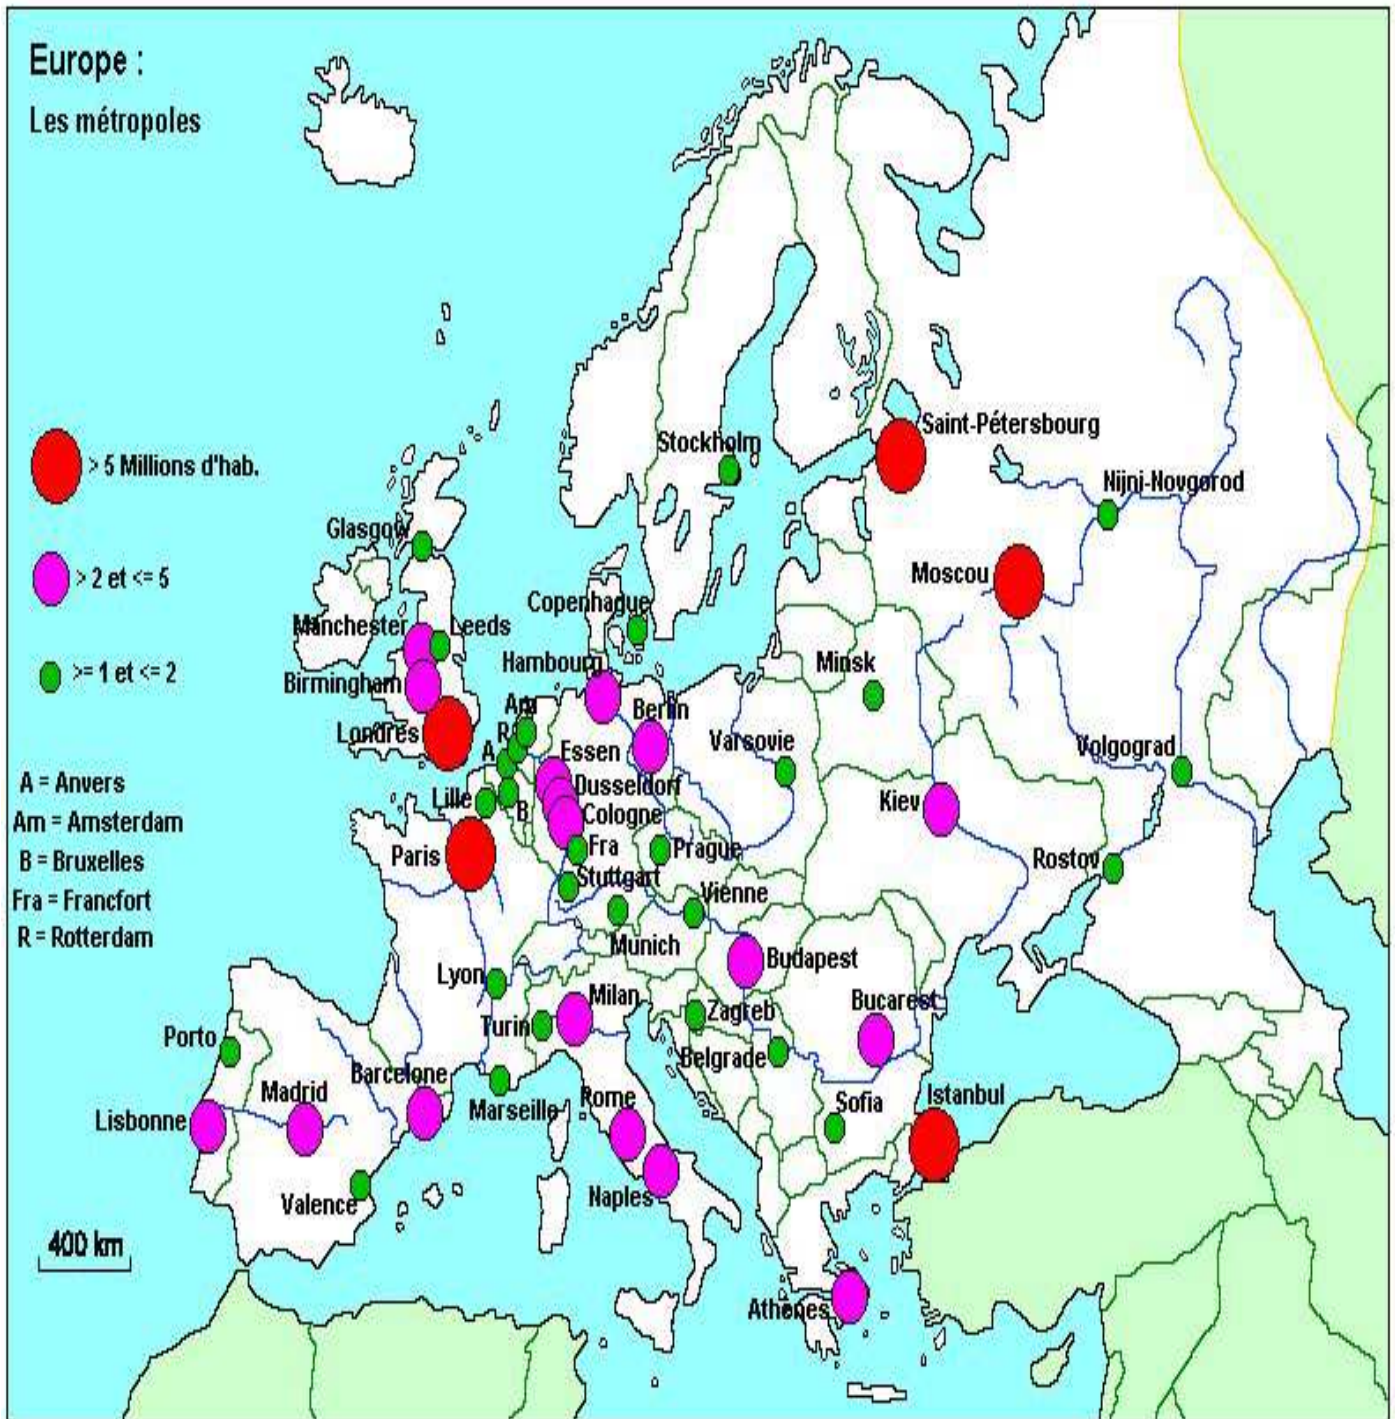 Europe :
Les métropoles
> 5 Millions d'hab.
> 2 et <= 5
>= 1 et <= 2
A = Anvers
Am = Amsterdam
B = Bruxelles
Fra = Francfort
R = Rotterdam
400 km
Saint-Pétersbourg
Stockholm
Nijni-Novgorod
Glasgow
Moscou
Copenhague
Manchester
Leeds
Hambourg
Minsk
Birmingham
Am
Berlin
Londres
R
Varsovie
Volgograd
A
Essen
Dusseldorf
Lille
B
Cologne
Kiev
Paris
Fra
Prague
Rostov
Stuttgart
Vienne
Munich
Budapest
Lyon
Milan
Bucarest
Turin
Zagreb
Porto
Belgrade
Barcelone
Madrid
Marseille
Rome
Sofia
Istanbul
Lisbonne
Valence
Naples
Athènes